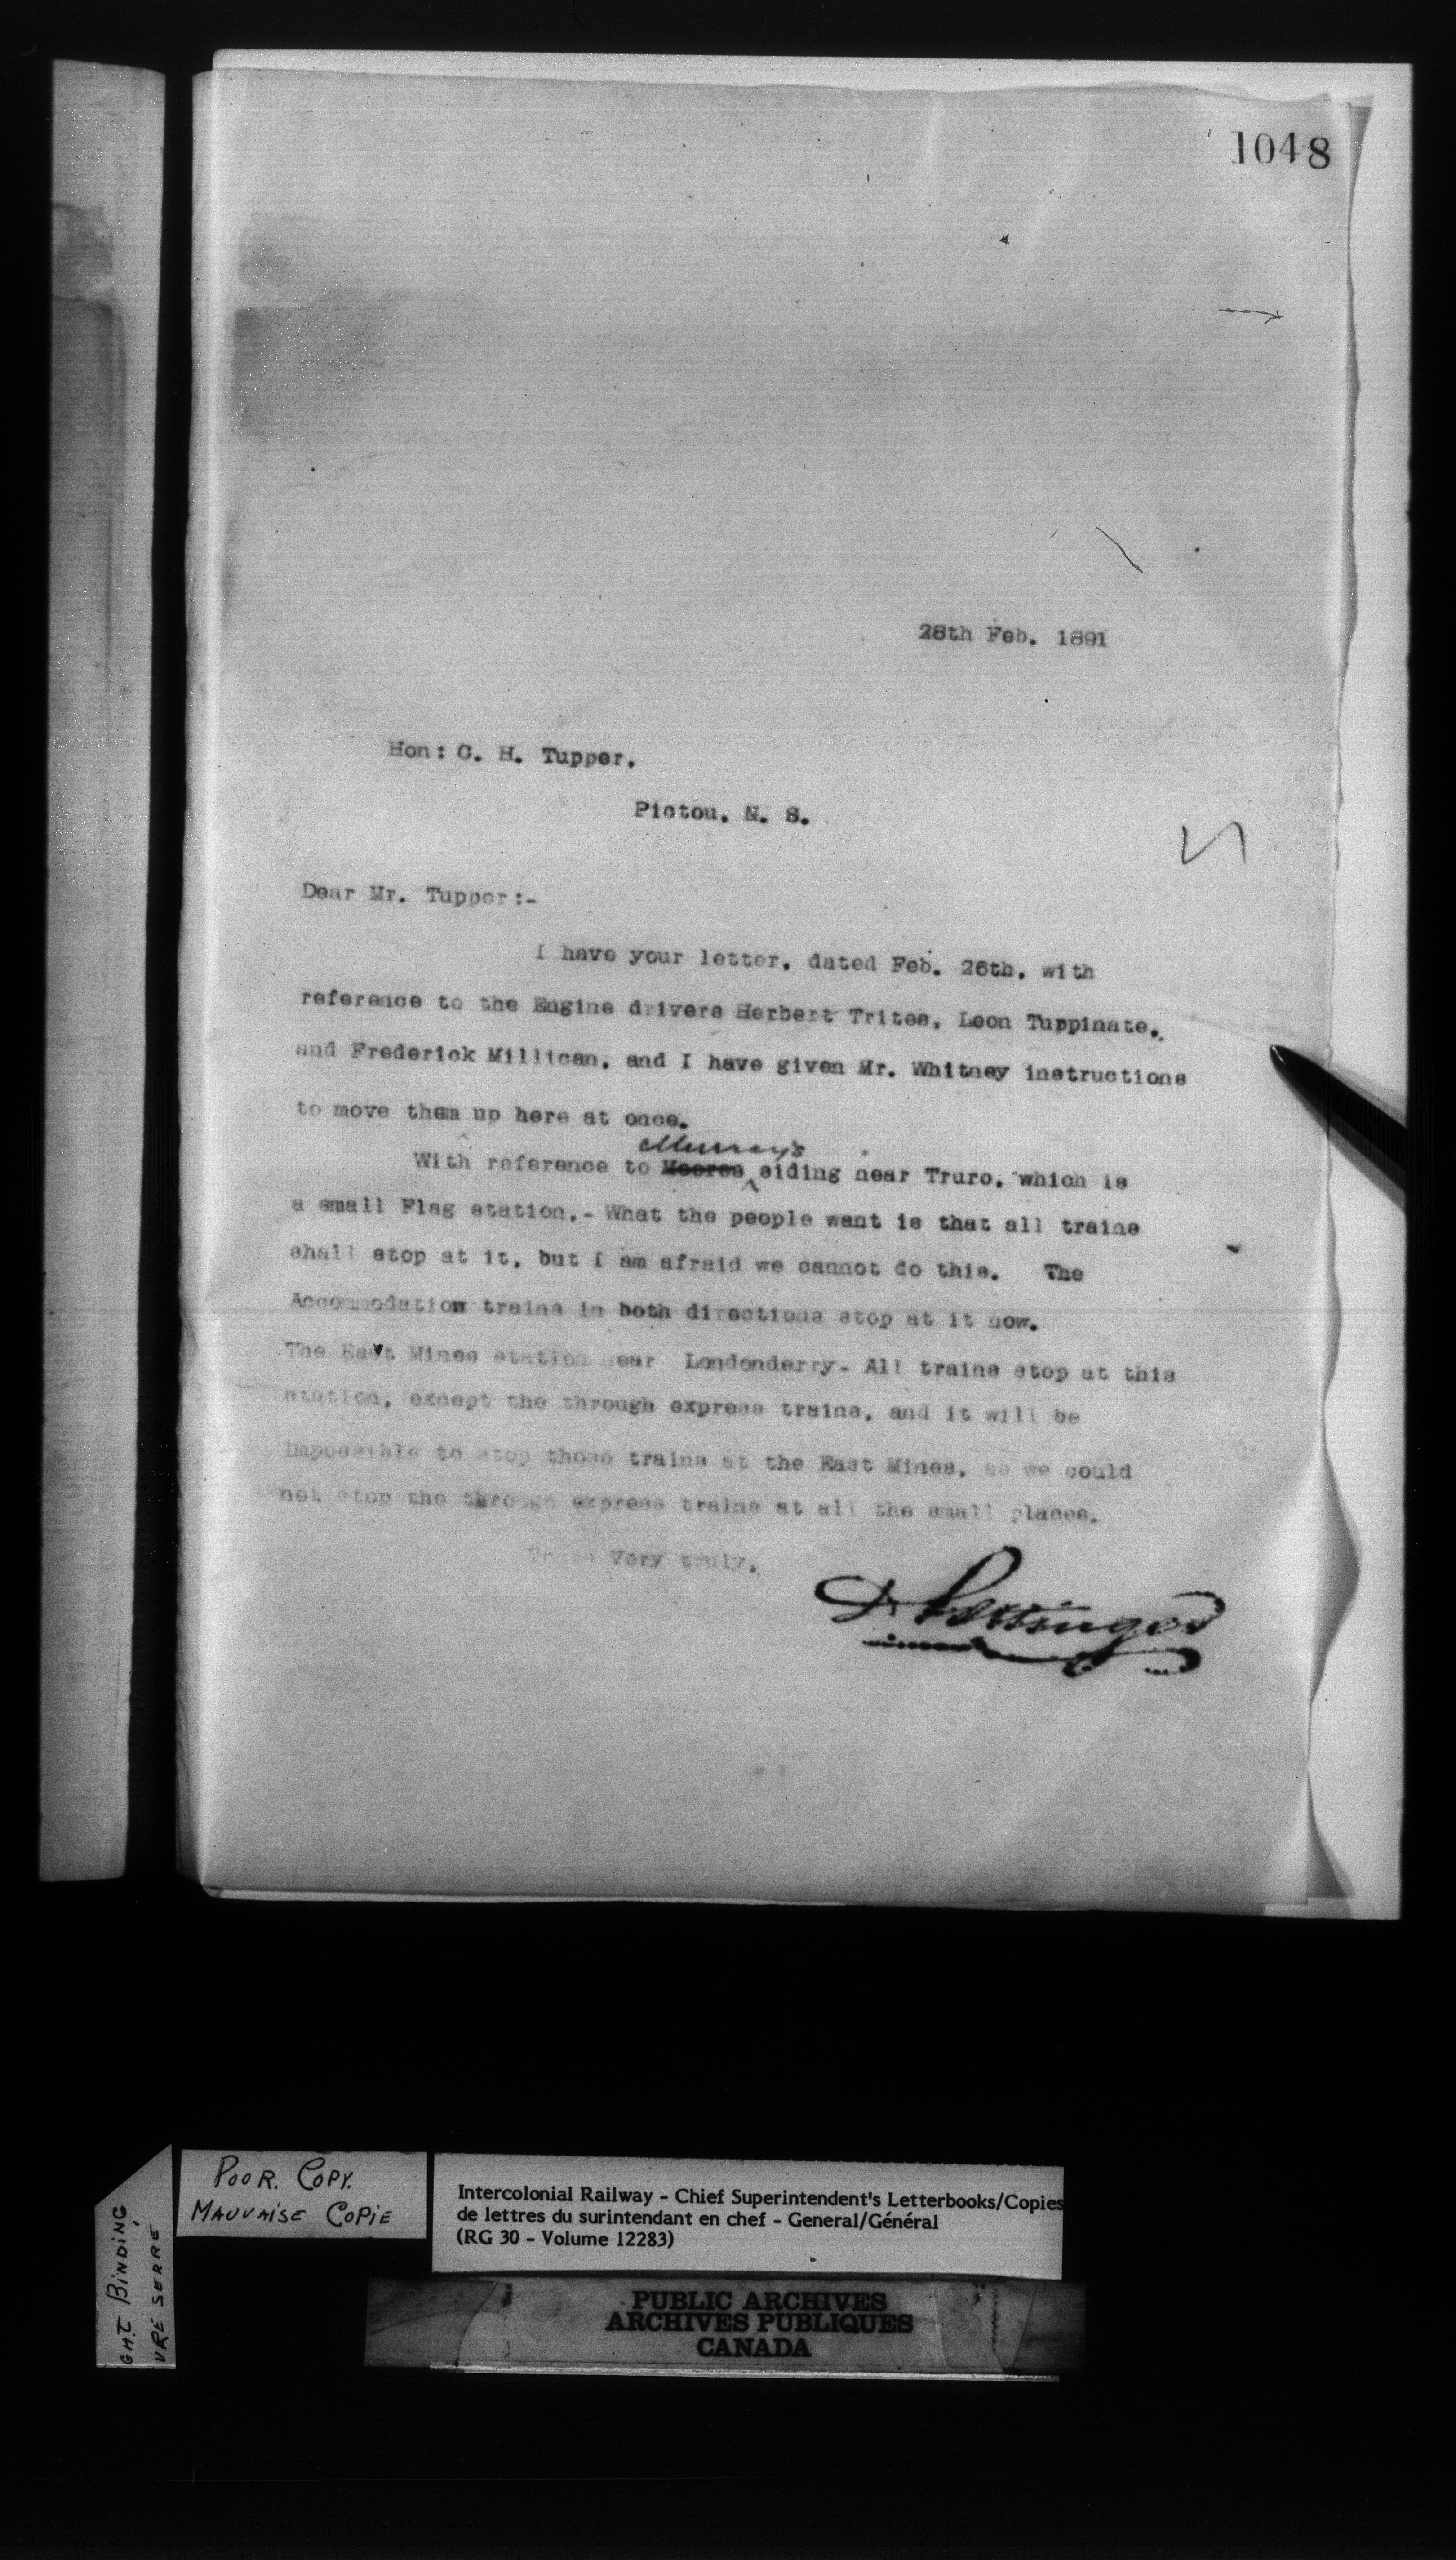 1048
28th Feb. 1891
Hon: C. H. Tupper,
Pictou, N. S.
Dear Mr. Tupper:-
I have your letter, dated Feb. 26th, with
reference to the Engine drivers Herbert Trites, Leon Tuppinate,
and Frederick Millican, and I have given Mr. Whitney instructions
to move them up here at once.
Murray's
With reference to Moores siding near Truro, which is
a small Flag station.- What the people want is that all trains
shall stop at it, but I am afraid we cannot do this. The
Accommodation trains in both directions stop at it now.
The East Mines station near Londonderry- All trains stop at this
station, except the through express trains, and it will be
impossible to stop those trains at the East Mines, as we could
not stop the through express trains at all the small places.
Yours Very truly,
D. Pottinger
POOR. COPY.
MAUVAISE COPIE
GHT BINDING
VRE SERRE
Intercolonial Railway - Chief Superintendent's Letterbooks/Copies
de lettres du surintendant en chef - General/Général
(RG 30 - Volume 12283)
PUBLIC ARCHIVES
ARCHIVES PUBLIQUES
CANADA